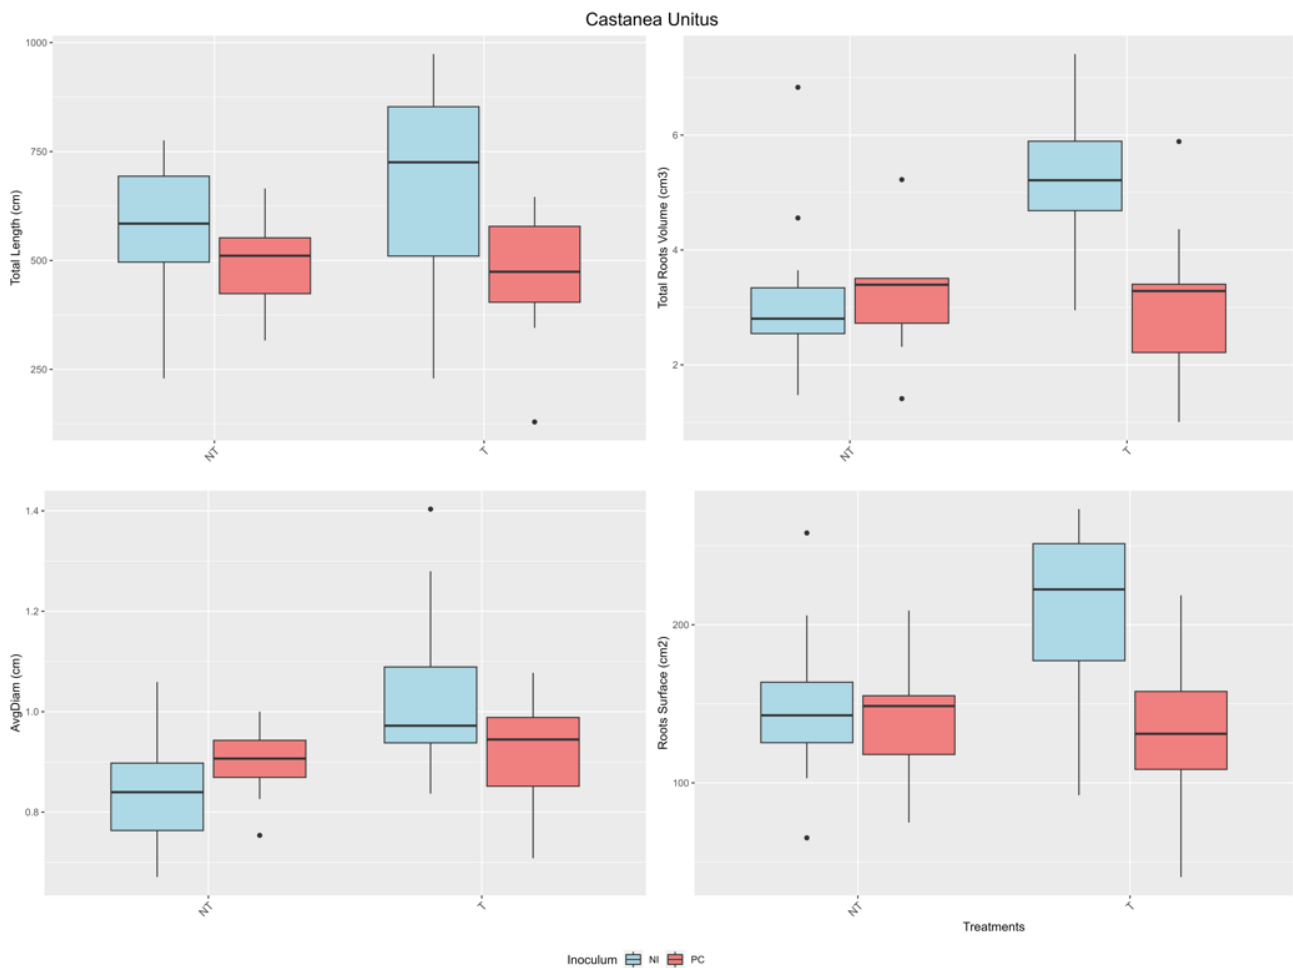 Castanea Unitus
Total Length (cm)
1000
750
500
250
NT
T
Total Roots Volume (cm3)
6
4
2
NT
T
AvgDiam (cm)
1.4
1.2
1.0
0.8
NT
T
Roots Surface (cm2)
200
100
NT
T
Treatments
Inoculum NI PC